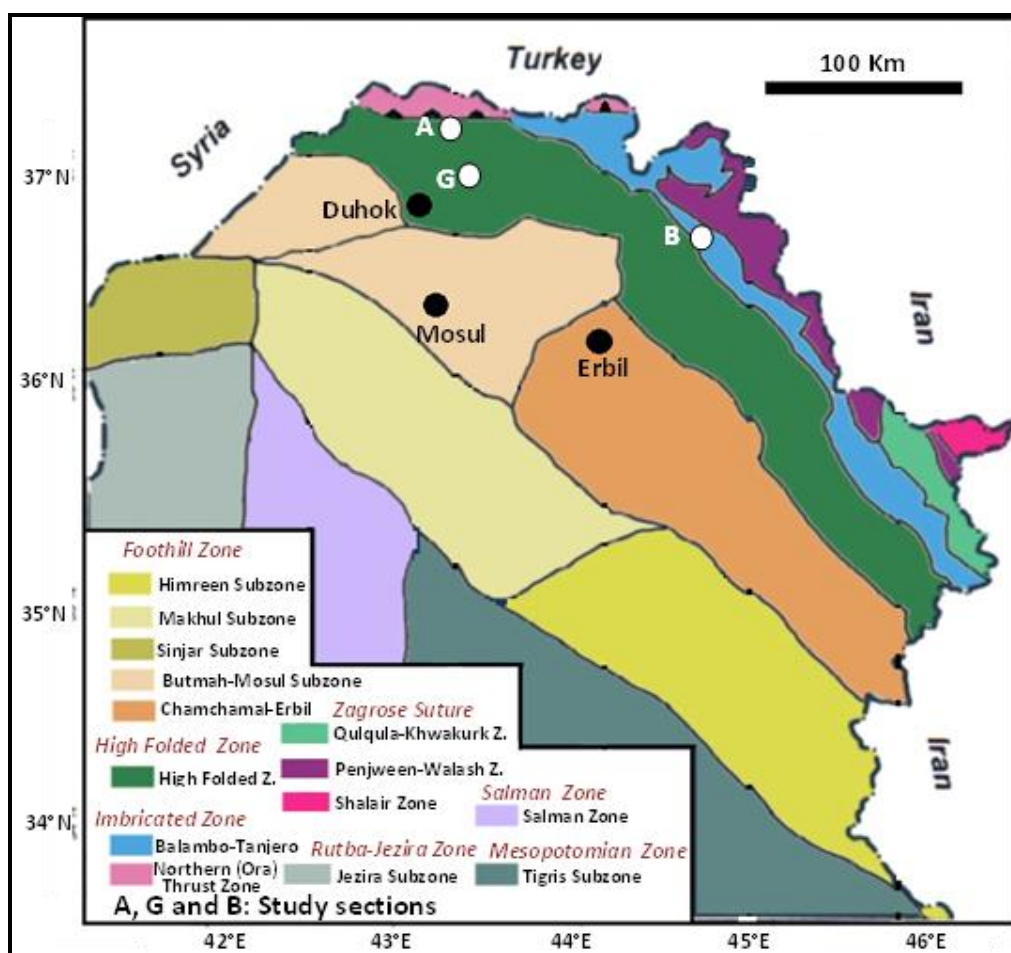 Turkey
100 Km
Syria
A
37°N
G
Duhok
B
Iran
Mosul
Erbil
36°N
Foothill Zone
Himreen Subzone
35°N
Makhul Subzone
Sinjar Subzone
Butmah-Mosul Subzone
Chamchamal-Erbil
Zagrose Suture
Qulqula-Khwakurk Z.
High Folded Zone
High Folded Z.
Penjween-Walash Z.
Shalair Zone
Salman Zone
Salman Zone
Iran
34°N
Imbricated Zone
Balambo-Tanjero
Northern (Ora)
Thrust Zone
Rutba-Jezira Zone
Jezira Subzone
Mesopotomian Zone
Tigris Subzone
A, G and B: Study sections
42°E
43°E
44°E
45°E
46°E